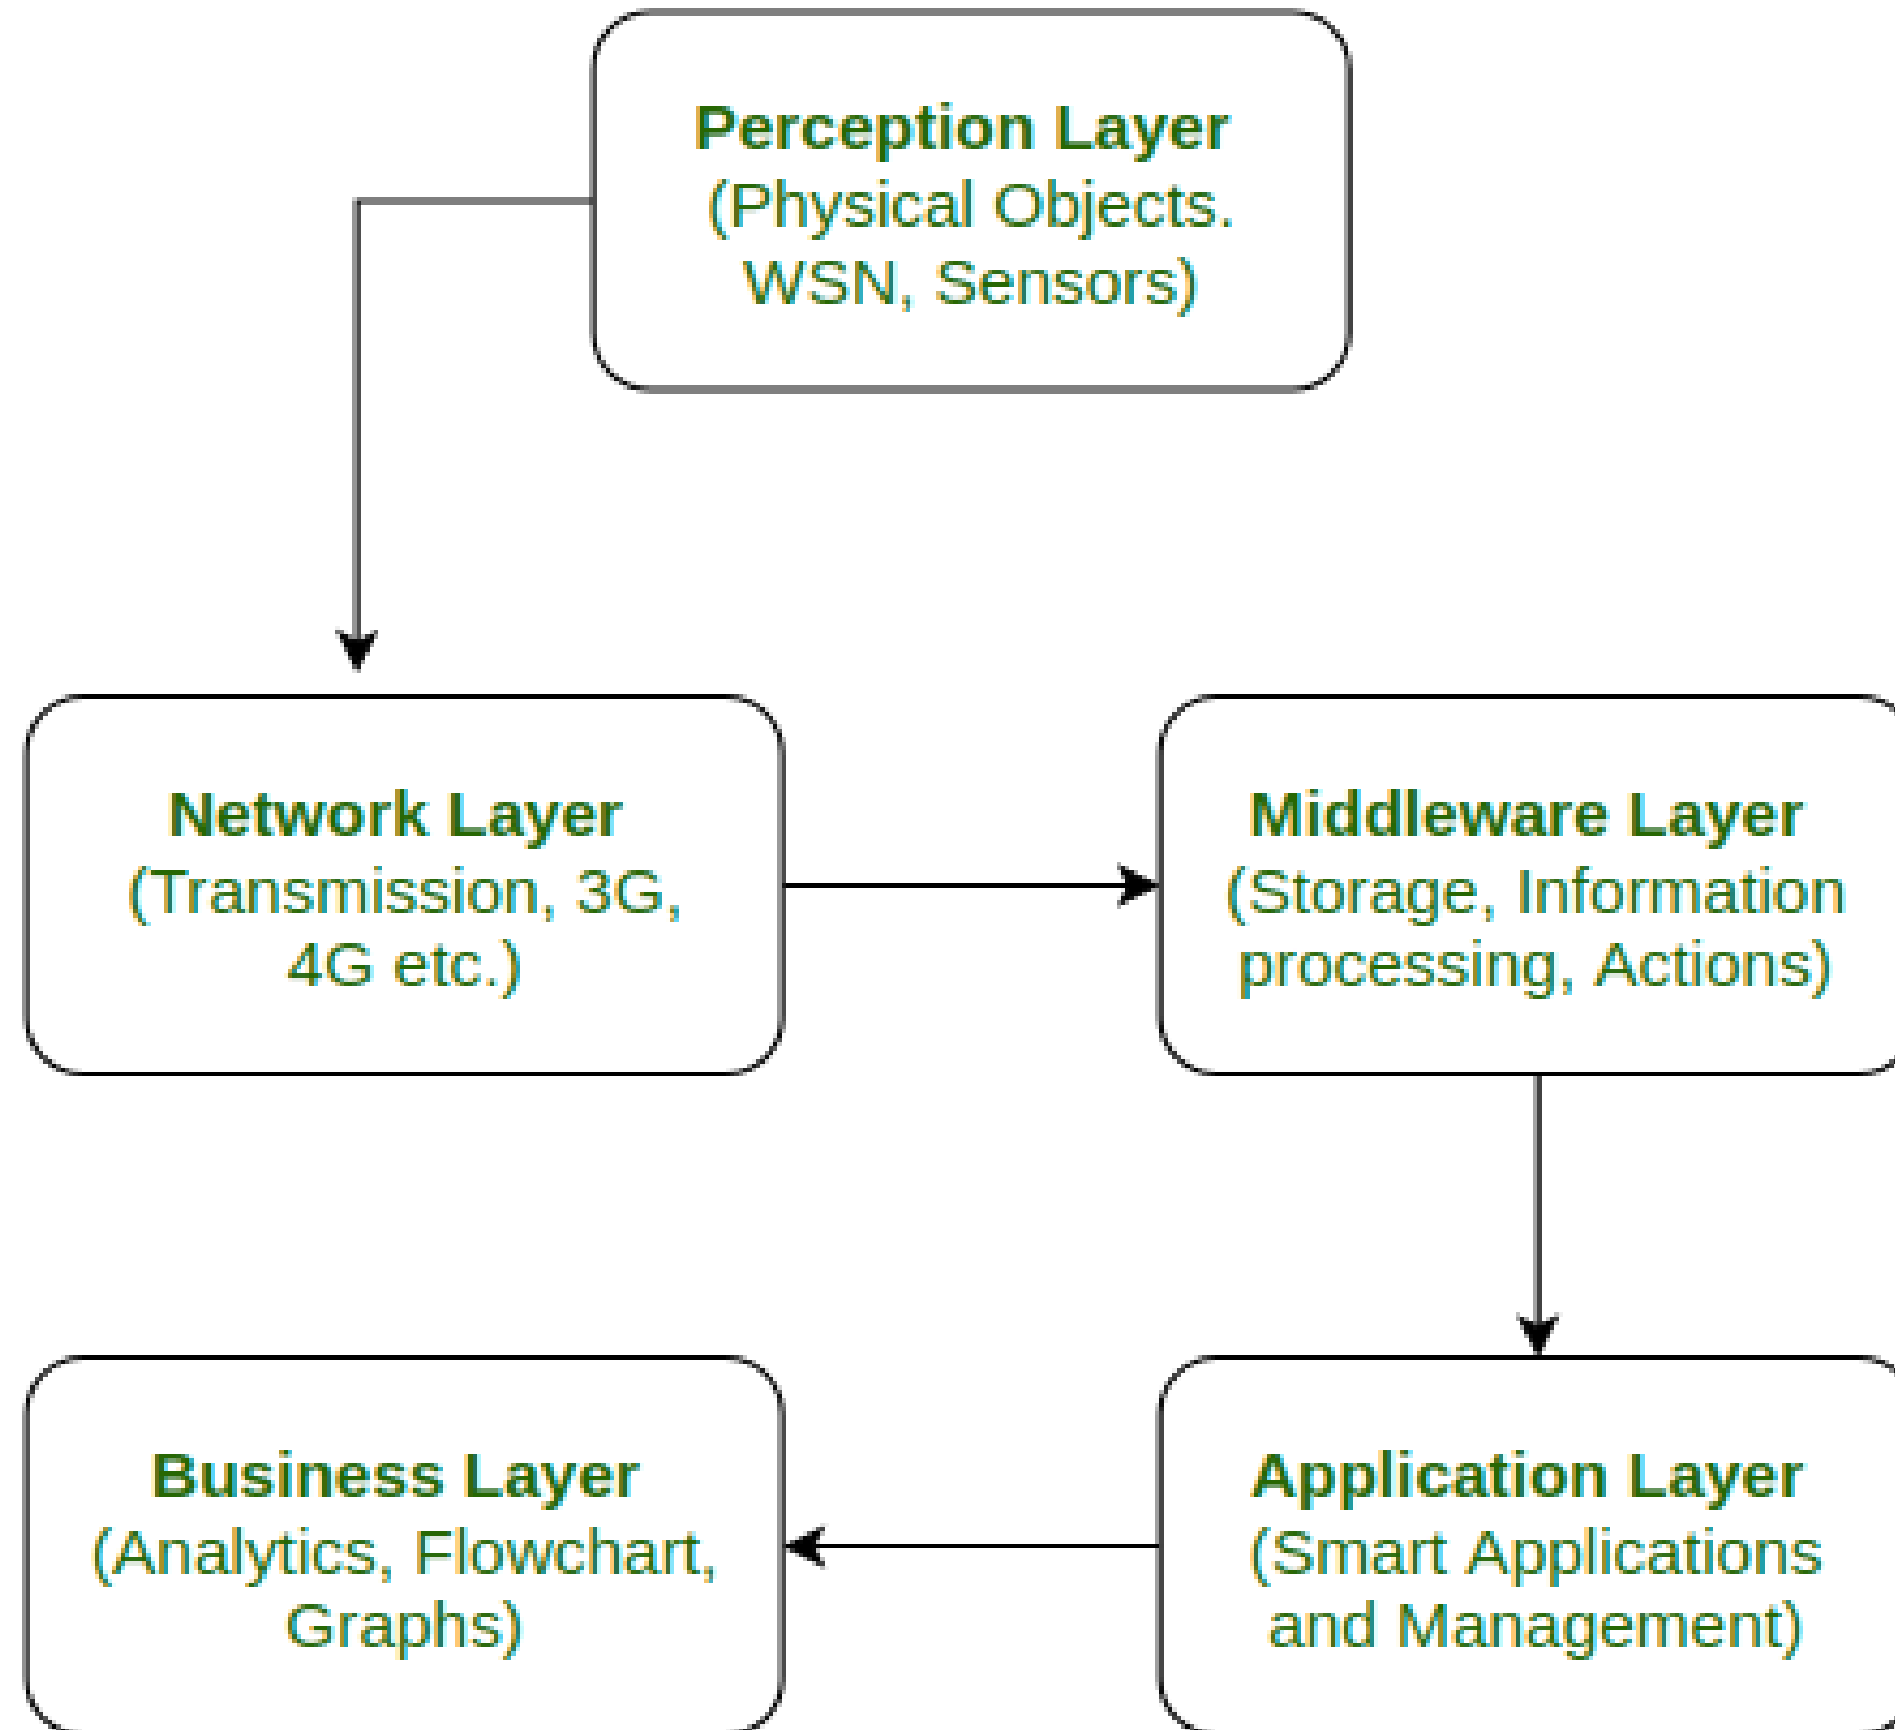 Perception Layer
(Physical Objects.
WSN, Sensors)
Network Layer
(Transmission, 3G,
4G etc.)
Middleware Layer
(Storage, Information
processing, Actions)
Business Layer
(Analytics, Flowchart,
Graphs)
Application Layer
(Smart Applications
and Management)